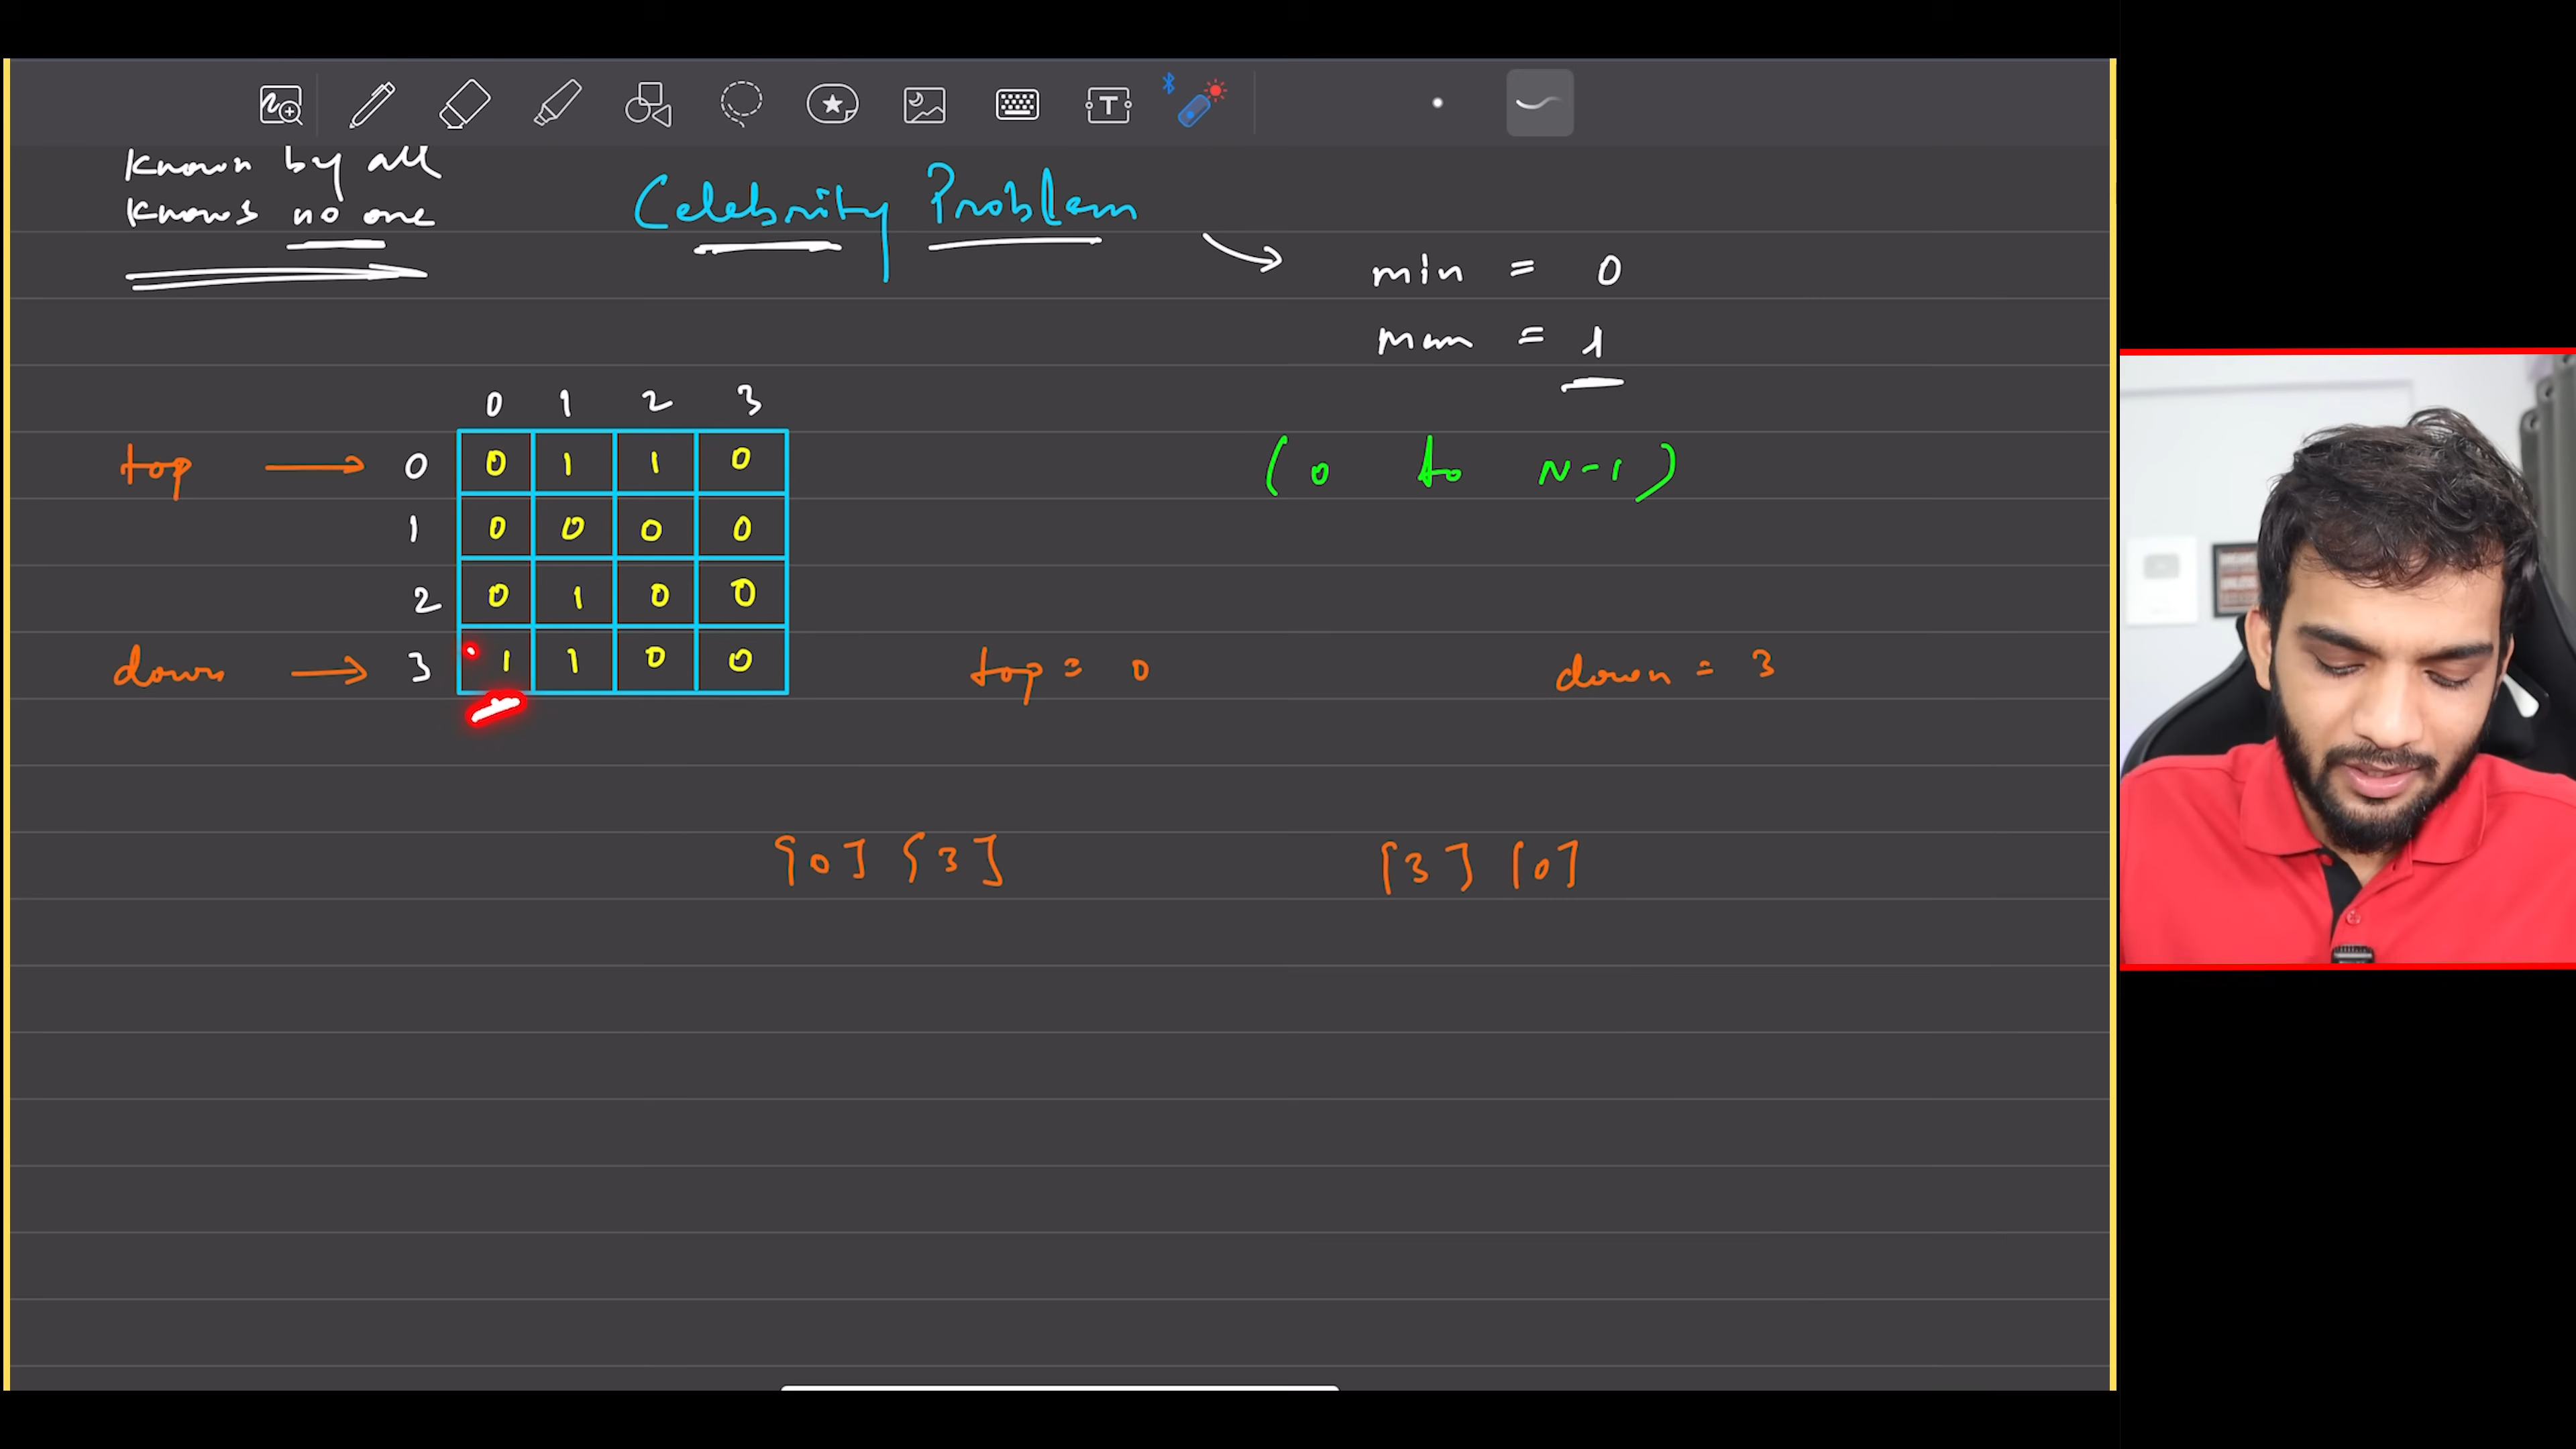 known by all
knows no one
Celebrity Problem
min = 0
max = 1
0 1 2 3
top → 0 0 1 1 0
(0 to N-1)
1 0 0 0 0
2 0 1 0 0
down → 3 1 1 0 0
top = 0
down = 3
[0] [3]
[3] [0]
T